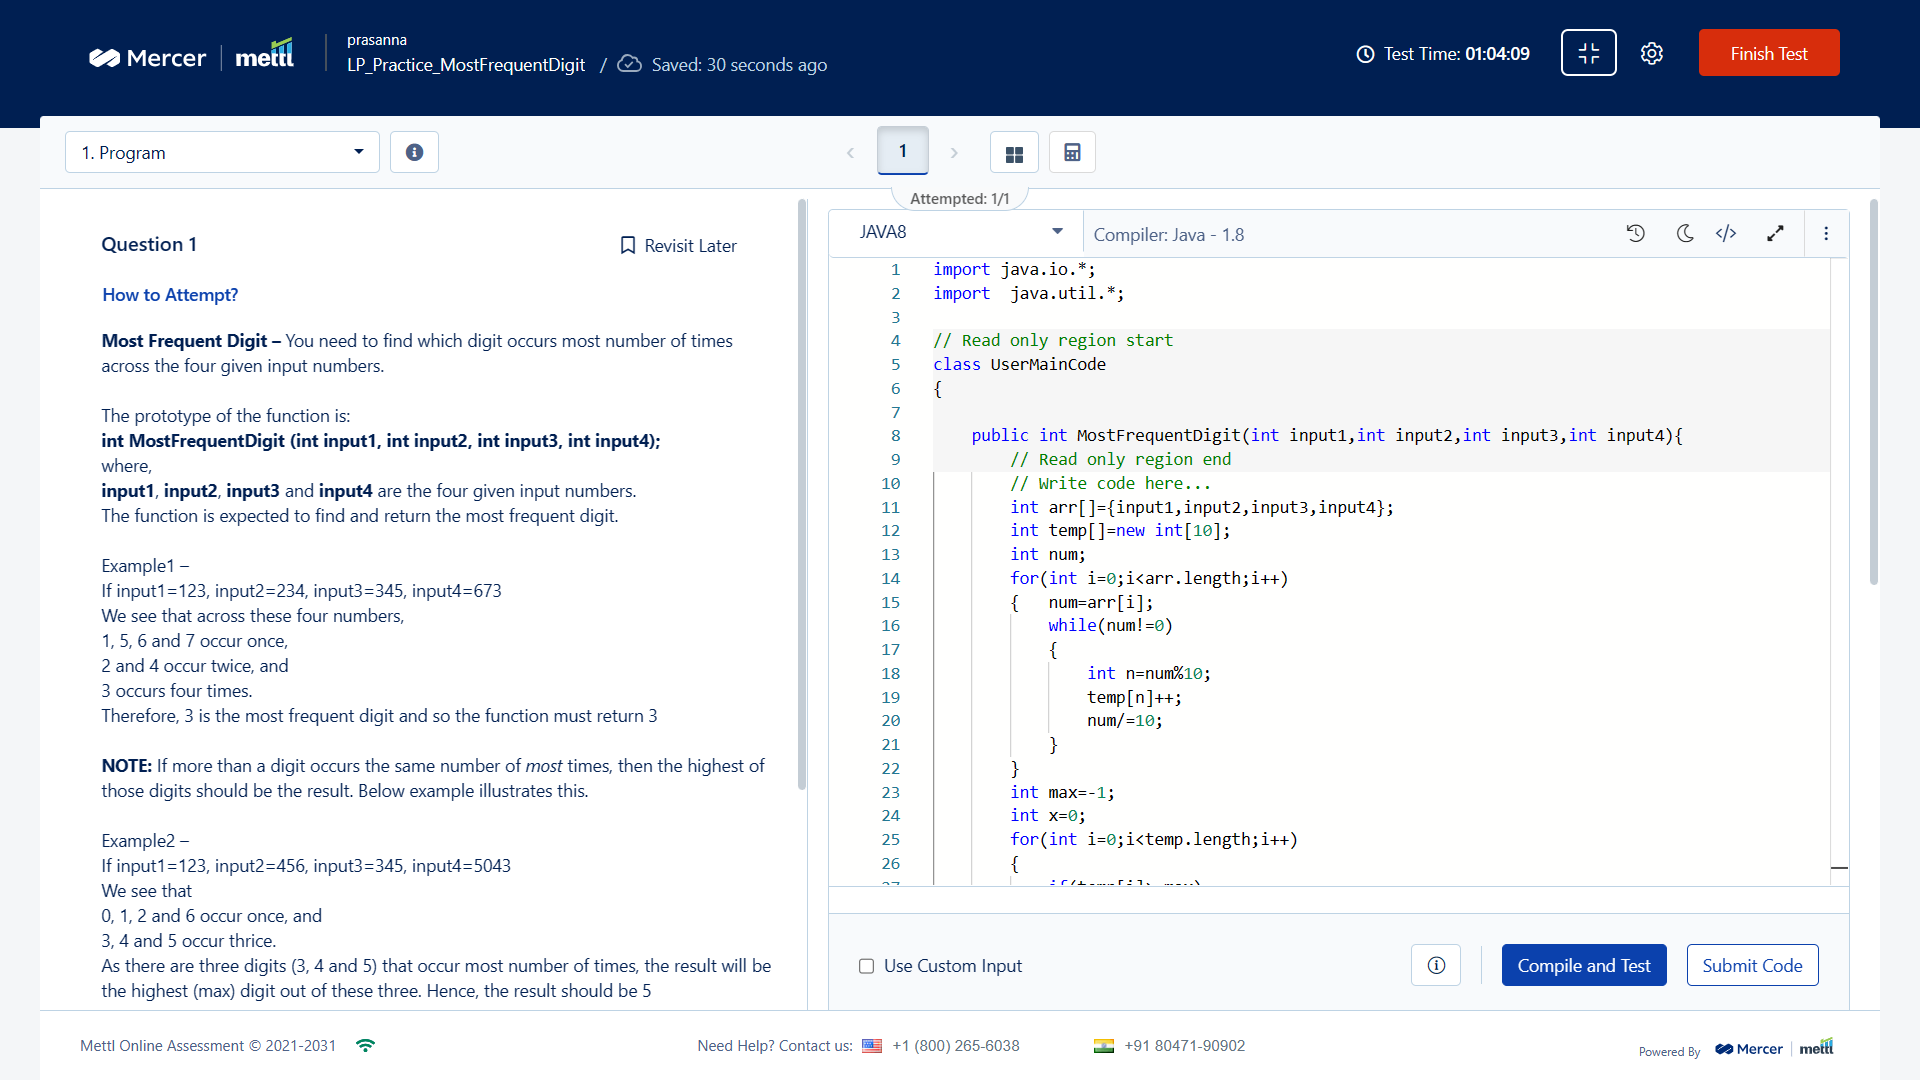 Mercer | mettl
prasanna
LP_Practice_MostFrequentDigit / Saved: 30 seconds ago
Test Time: 01:04:09
Finish Test
1. Program
1
Attempted: 1/1
Question 1
Revisit Later
How to Attempt?
Most Frequent Digit – You need to find which digit occurs most number of times
across the four given input numbers.
The prototype of the function is:
int MostFrequentDigit (int input1, int input2, int input3, int input4);
where,
input1, input2, input3 and input4 are the four given input numbers.
The function is expected to find and return the most frequent digit.
Example1 –
If input1=123, input2=234, input3=345, input4=673
We see that across these four numbers,
1, 5, 6 and 7 occur once,
2 and 4 occur twice, and
3 occurs four times.
Therefore, 3 is the most frequent digit and so the function must return 3
NOTE: If more than a digit occurs the same number of most times, then the highest of
those digits should be the result. Below example illustrates this.
Example2 –
If input1=123, input2=456, input3=345, input4=5043
We see that
0, 1, 2 and 6 occur once, and
3, 4 and 5 occur thrice.
As there are three digits (3, 4 and 5) that occur most number of times, the result will be
the highest (max) digit out of these three. Hence, the result should be 5
JAVA8
Compiler: Java - 1.8
1 import java.io.*;
2 import  java.util.*;
3
4 // Read only region start
5 class UserMainCode
6 {
7
8     public int MostFrequentDigit(int input1,int input2,int input3,int input4){
9         // Read only region end
10         // Write code here...
11         int arr[]={input1,input2,input3,input4};
12         int temp[]=new int[10];
13         int num;
14         for(int i=0;i<arr.length;i++)
15         {   num=arr[i];
16             while(num!=0)
17             {
18                 int n=num%10;
19                 temp[n]++;
20                 num/=10;
21             }
22         }
23         int max=-1;
24         int x=0;
25         for(int i=0;i<temp.length;i++)
26         {
Use Custom Input
Compile and Test
Submit Code
Mettl Online Assessment © 2021-2031
Need Help? Contact us: +1 (800) 265-6038
+91 80471-90902
Powered By Mercer | mettl